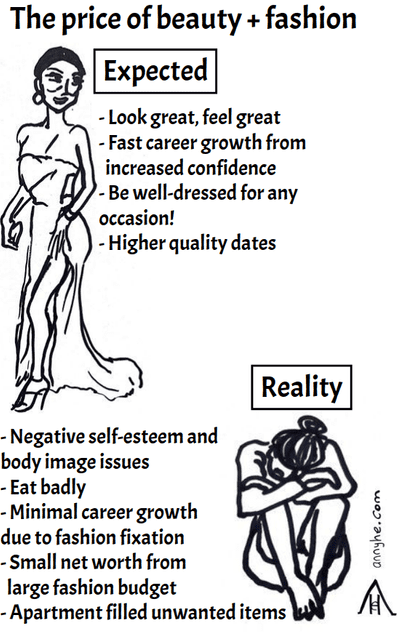 The price of beauty + fashion
Expected
- Look great, feel great
- Fast career growth from
increased confidence
- Be well-dressed for any
occasion!
- Higher quality dates
Reality
- Negative self-esteem and
body image issues
- Eat badly
- Minimal career growth
due to fashion fixation
- Small net worth from
large fashion budget
- Apartment filled unwanted items
annyhe.com